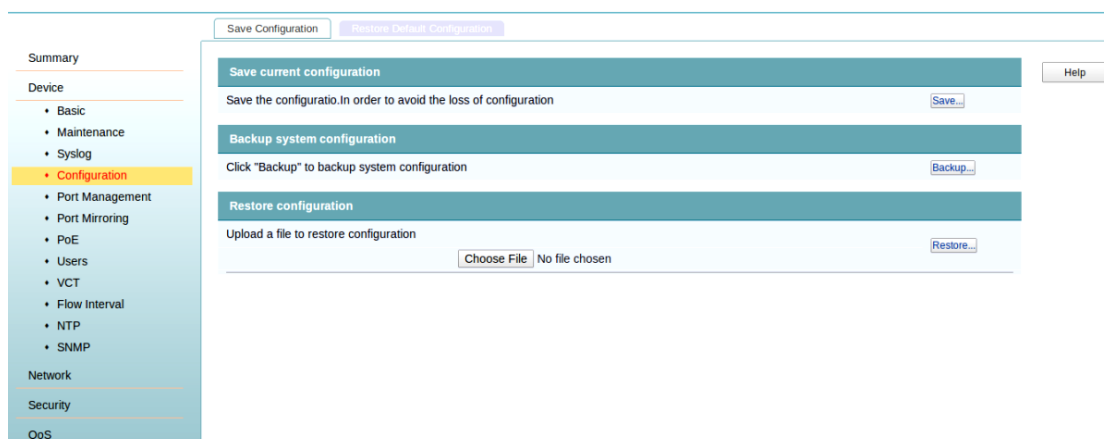 Save Configuration
Restore Default Configuration
Summary
Device
Basic
Maintenance
Syslog
Configuration
Port Management
Port Mirroring
PoE
Users
VCT
Flow Interval
NTP
SNMP
Network
Security
QoS
Save current configuration
Save the configuratio.In order to avoid the loss of configuration
Save...
Backup system configuration
Click "Backup" to backup system configuration
Backup...
Restore configuration
Upload a file to restore configuration
Restore...
Choose File No file chosen
Help